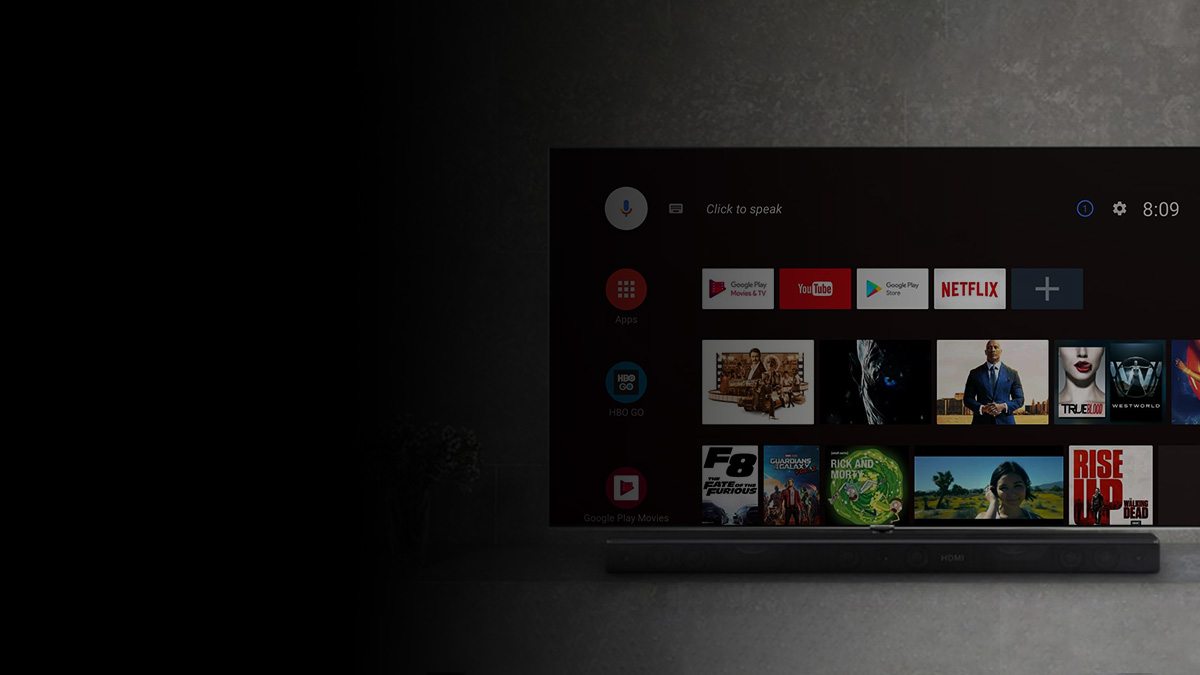 Click to speak
1
8:09
Google Play
Movies & TV
YouTube
Google Play
Store
NETFLIX
Apps
HBO
GO
HBO GO
TRUE BLOOD
WESTWORLD
F8
THE
FATE OF THE
FURIOUS
GUARDIANS
OF THE
GALAXY
RICK AND
MORTY
RISE
UP
THE
WALKING
DEAD
Google Play Movies
HDMI